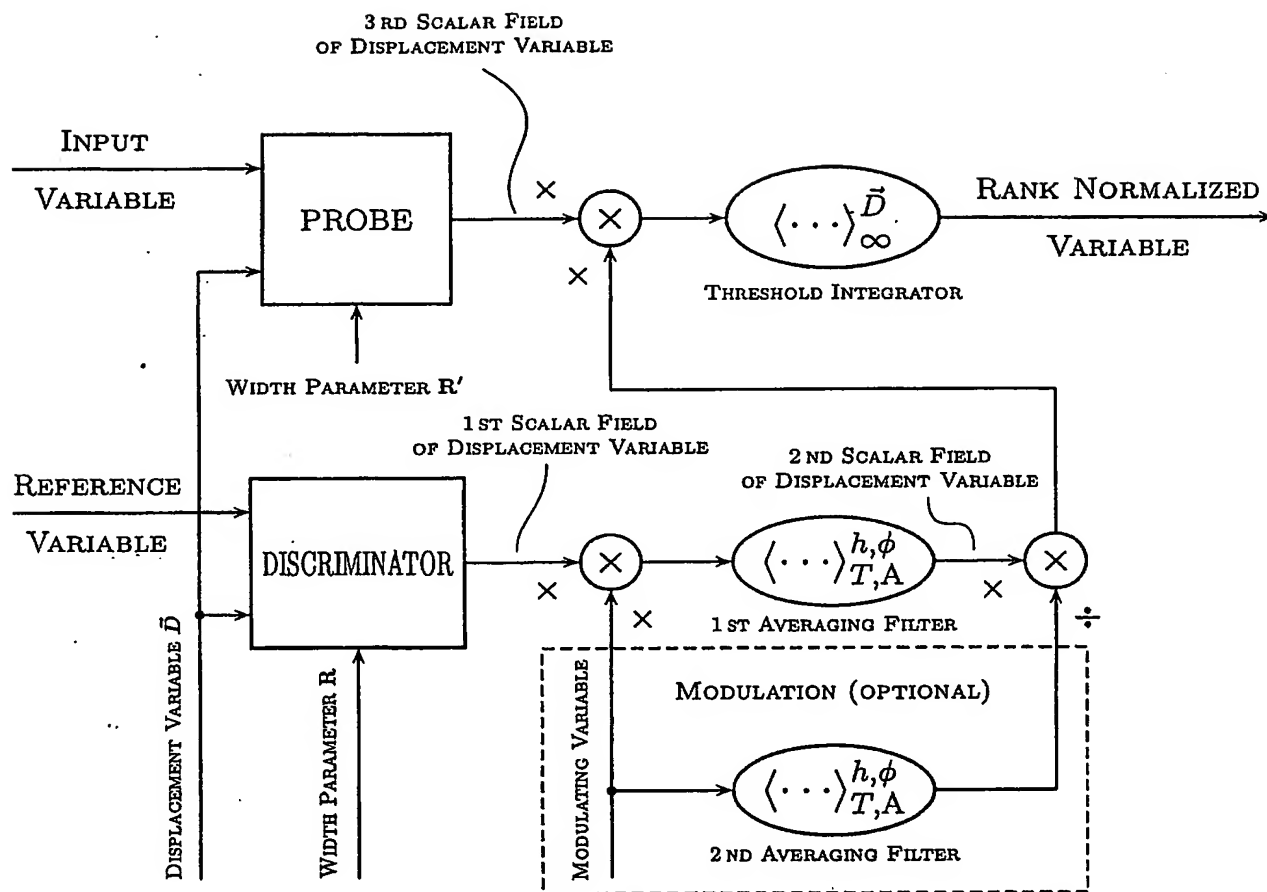 3 RD SCALAR FIELD
OF DISPLACEMENT VARIABLE
INPUT
VARIABLE
PROBE
×
×
×
⟨···⟩ D⃗ ∞
RANK NORMALIZED
VARIABLE
THRESHOLD INTEGRATOR
WIDTH PARAMETER R′
1 ST SCALAR FIELD
OF DISPLACEMENT VARIABLE
2 ND SCALAR FIELD
OF DISPLACEMENT VARIABLE
REFERENCE
VARIABLE
DISCRIMINATOR
×
×
×
⟨···⟩ h,ϕ T,A
×
×
÷
1 ST AVERAGING FILTER
DISPLACEMENT VARIABLE D⃗
WIDTH PARAMETER R
MODULATING VARIABLE
MODULATION (OPTIONAL)
⟨···⟩ h,ϕ T,A
2 ND AVERAGING FILTER